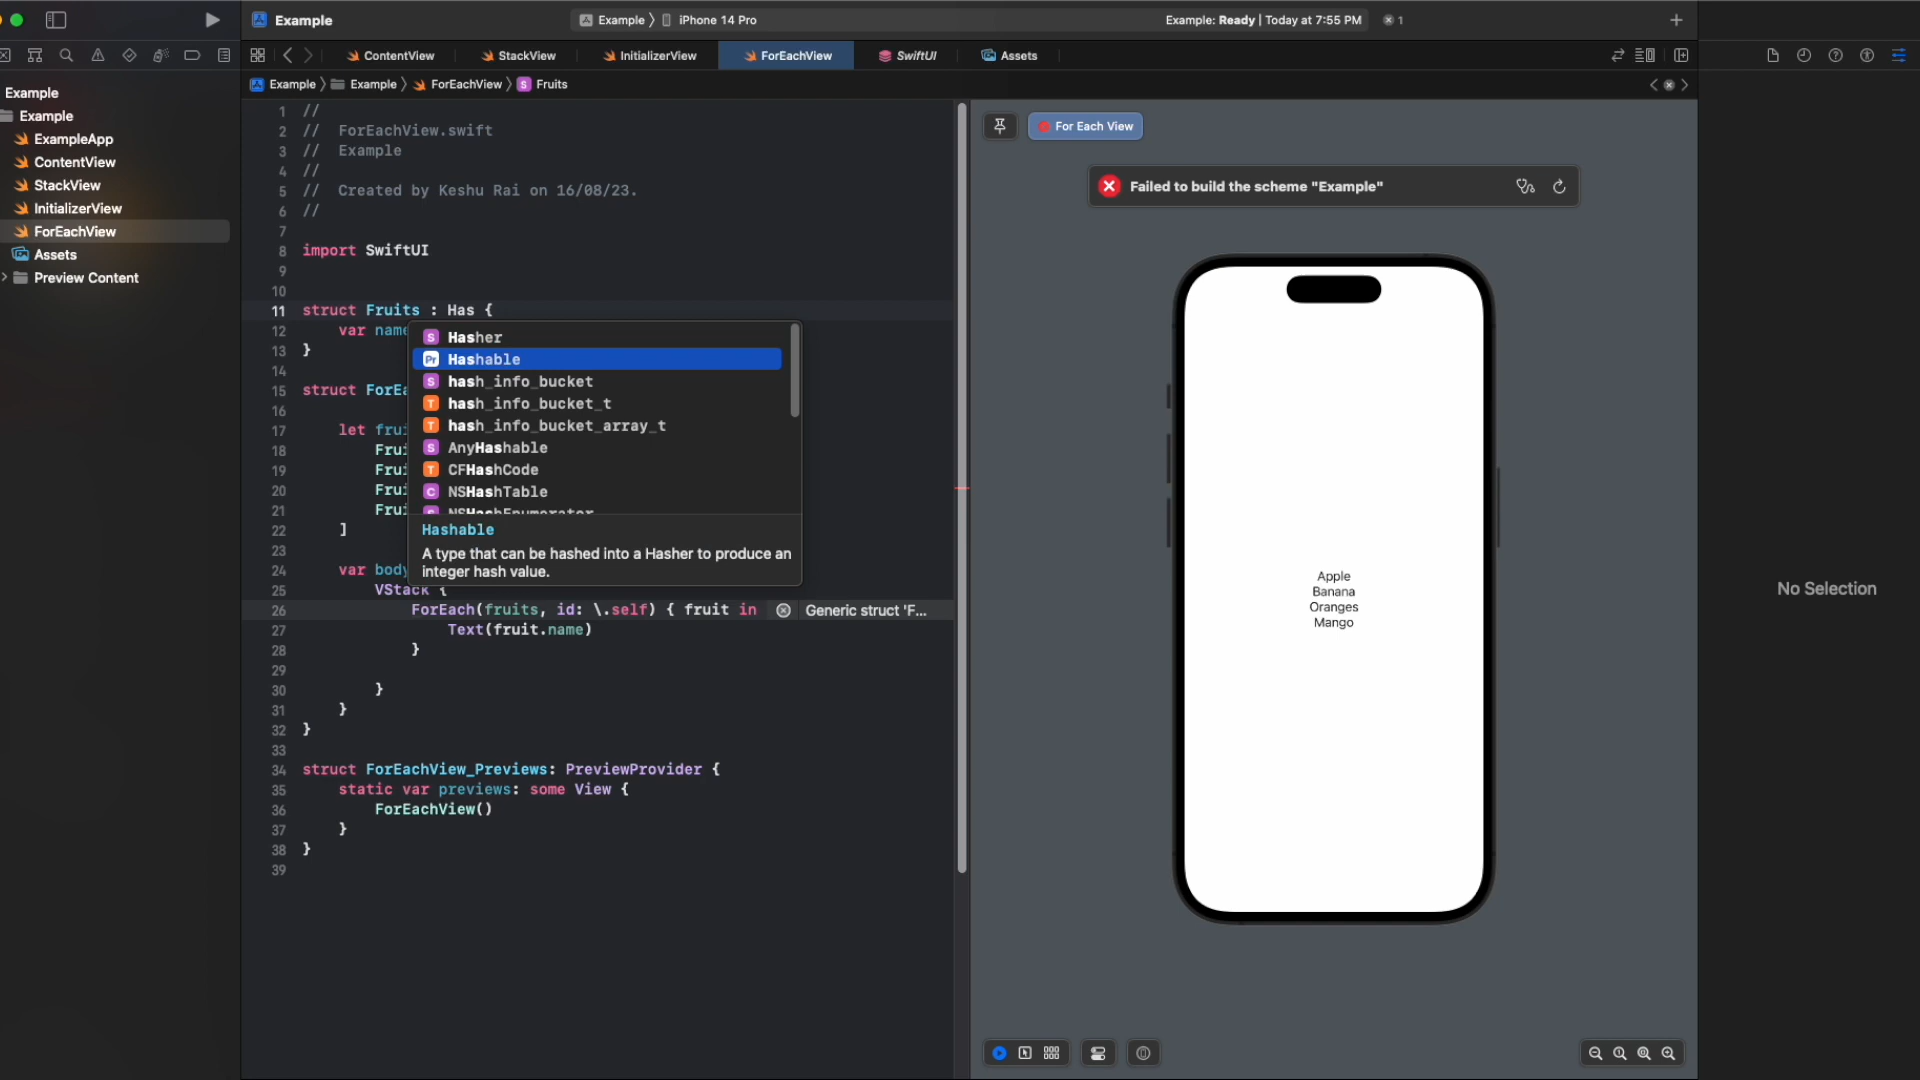 Example
Example 〉 iPhone 14 Pro
Example: Ready | Today at 7:55 PM
1
ContentView
StackView
InitializerView
ForEachView
SwiftUI
Assets
Example 〉 Example 〉 ForEachView 〉 S Fruits
Example
Example
ExampleApp
ContentView
StackView
InitializerView
ForEachView
Assets
Preview Content
1 //
2 // ForEachView.swift
3 // Example
4 //
5 // Created by Keshu Rai on 16/08/23.
6 //
7
8 import SwiftUI
9
10
11 struct Fruits : Has {
12 var name
13 }
14
15 struct ForEa
16
17 let frui
18 Frui
19 Frui
20 Frui
21 Frui
22 ]
23
24 var body
25 VStack {
26 ForEach(fruits, id: \.self) { fruit in
Generic struct 'F...
27 Text(fruit.name)
28 }
29
30 }
31 }
32 }
33
34 struct ForEachView_Previews: PreviewProvider {
35 static var previews: some View {
36 ForEachView()
37 }
38 }
39
S Hasher
Pr Hashable
S hash_info_bucket
T hash_info_bucket_t
T hash_info_bucket_array_t
S AnyHashable
T CFHashCode
C NSHashTable
S NSHashEnumerator
Hashable
A type that can be hashed into a Hasher to produce an
integer hash value.
For Each View
Failed to build the scheme "Example"
Apple
Banana
Oranges
Mango
No Selection